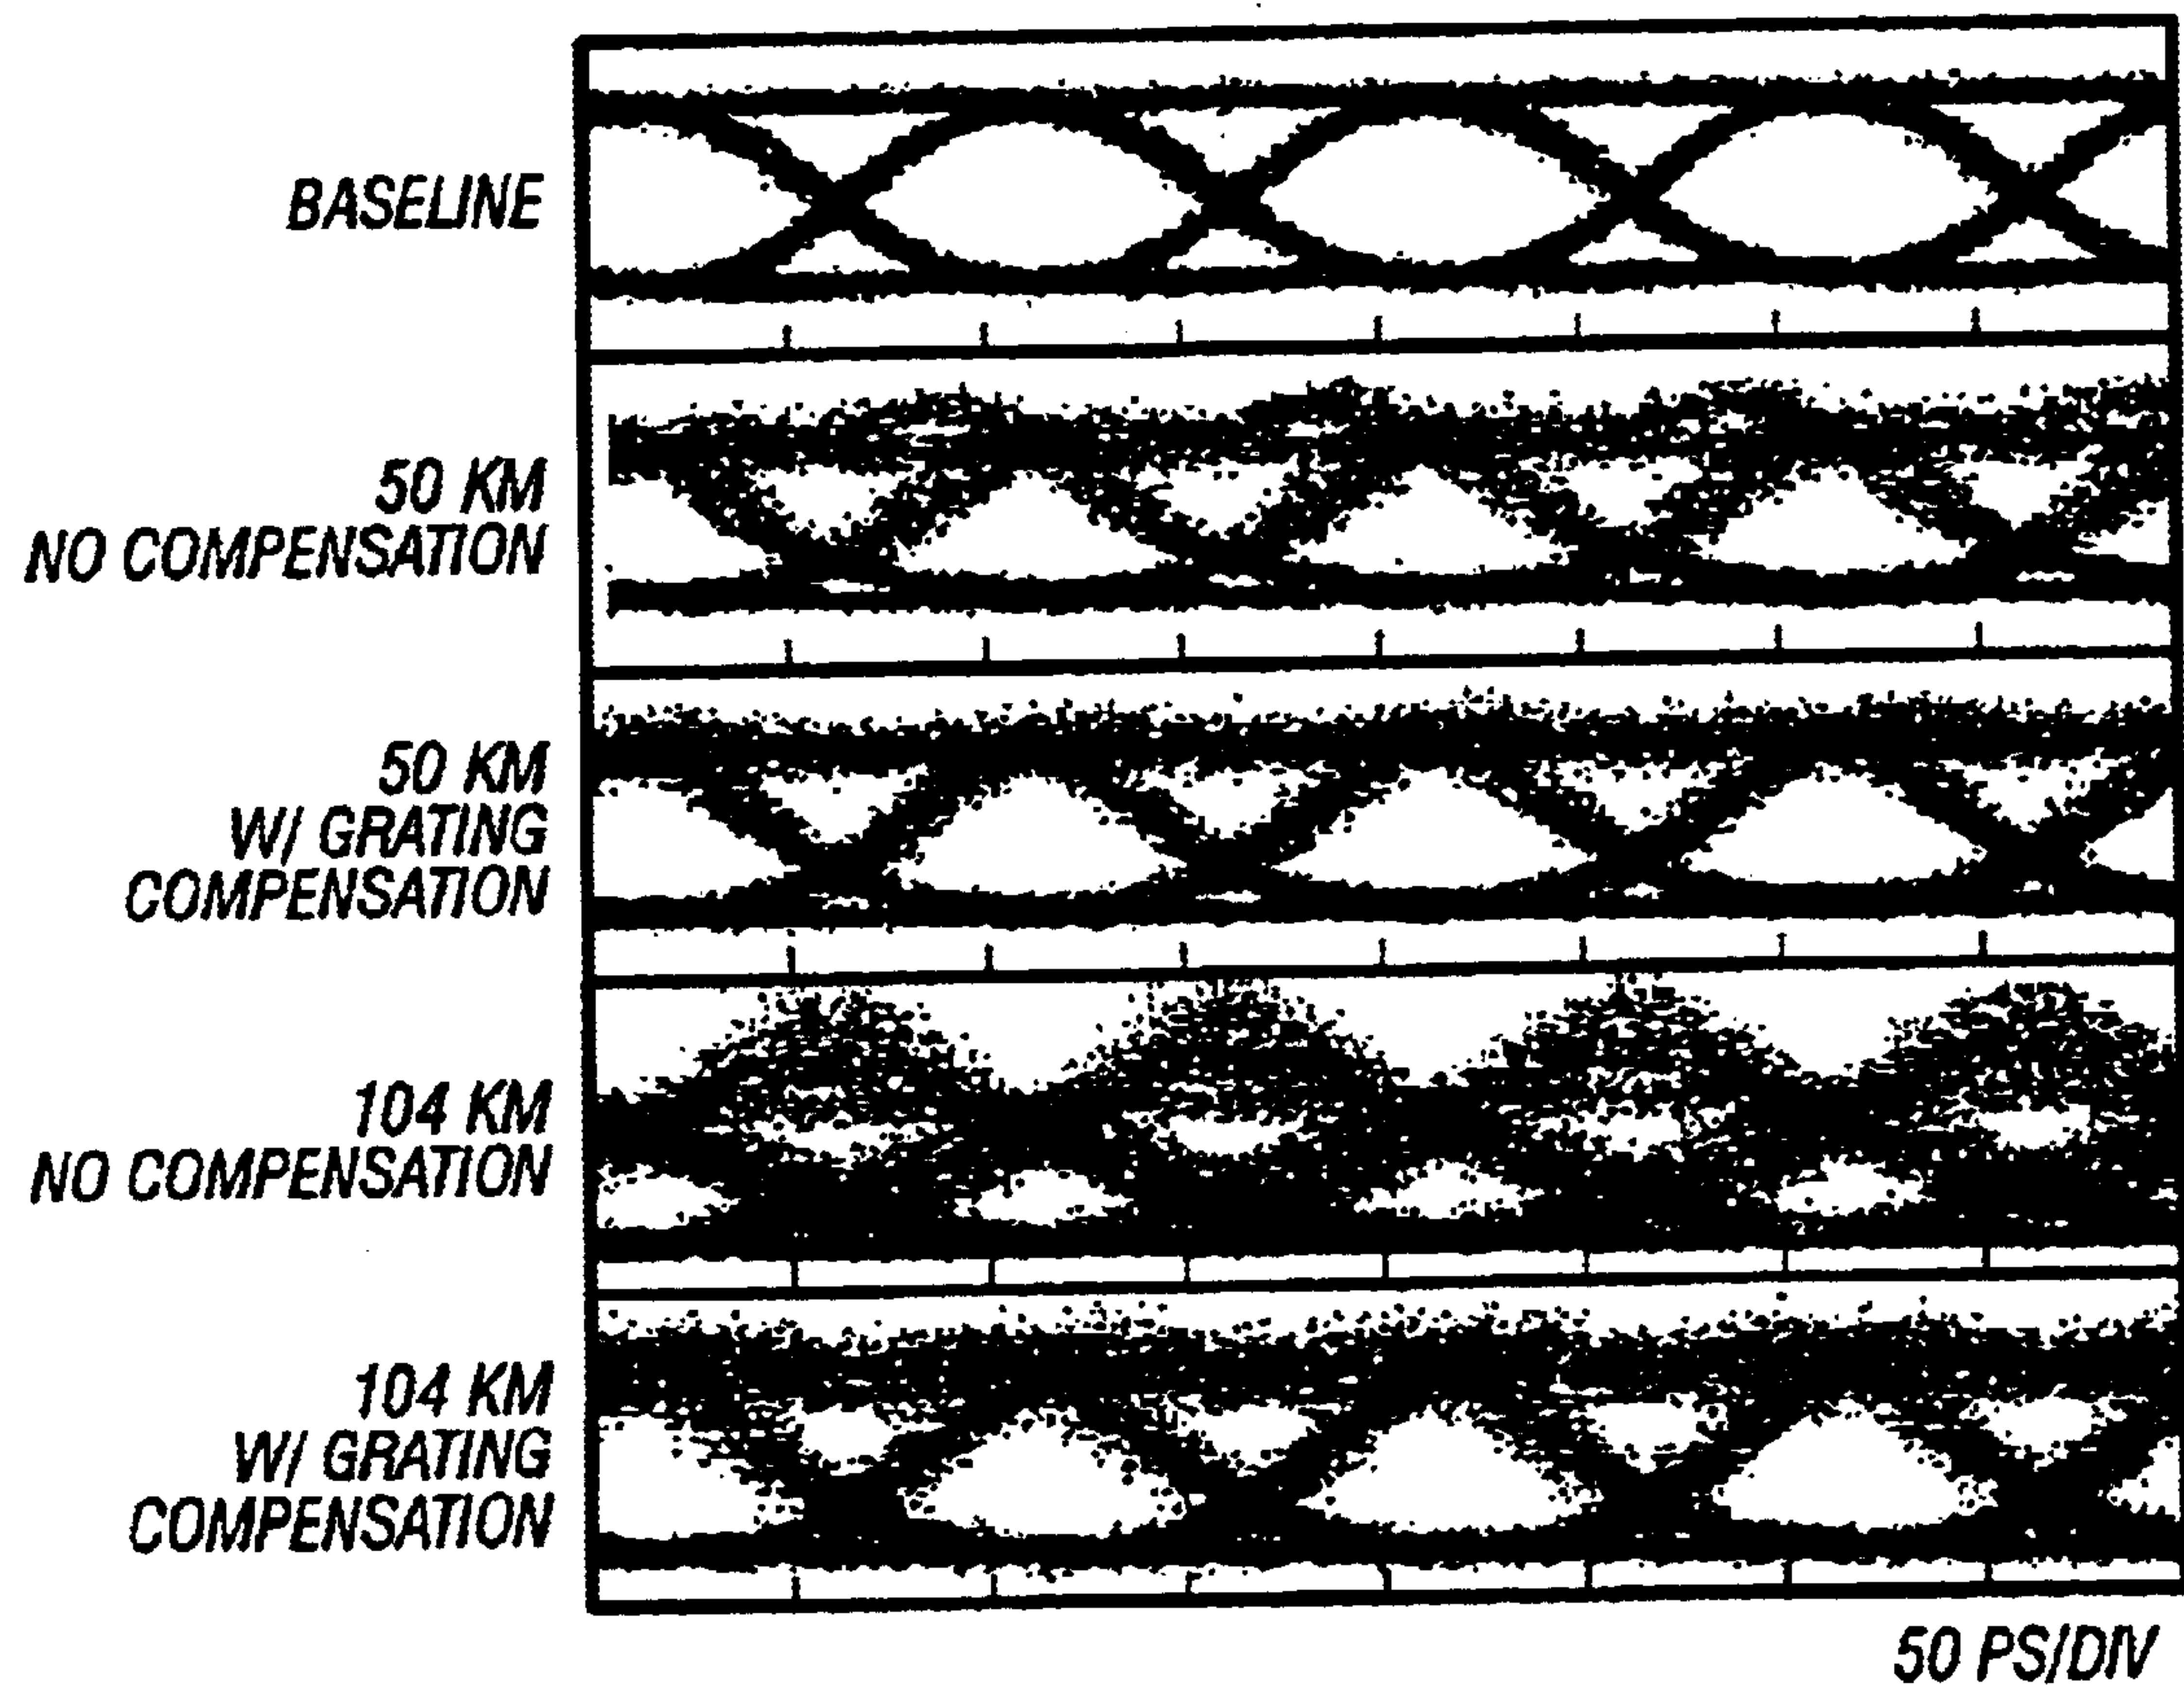 BASELINE
50 KM
NO COMPENSATION
50 KM
W/ GRATING
COMPENSATION
104 KM
NO COMPENSATION
104 KM
W/ GRATING
COMPENSATION
50 PS/DIV